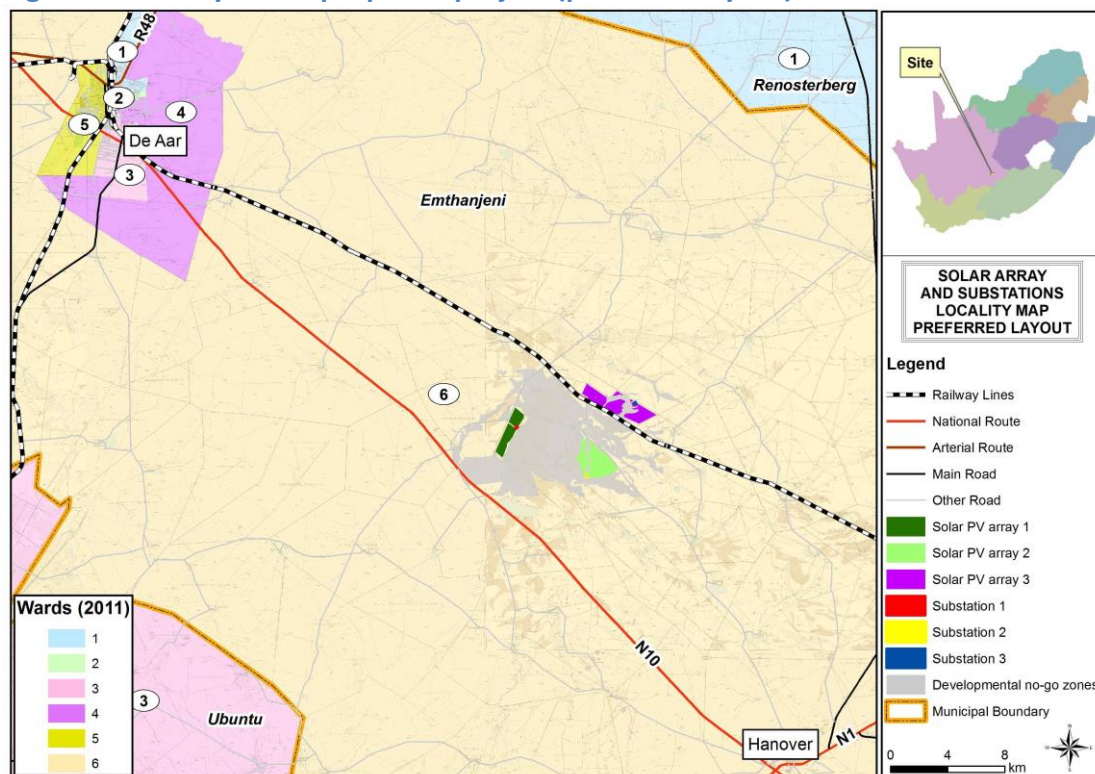 R48
1
2
4
5
De Aar
3
1
Renosterberg
Emthanjeni
6
N10
3
Ubuntu
Hanover
N1
Wards (2011)
1
2
3
4
5
6
Site
SOLAR ARRAY
AND SUBSTATIONS
LOCALITY MAP
PREFERRED LAYOUT
Legend
Railway Lines
National Route
Arterial Route
Main Road
Other Road
Solar PV array 1
Solar PV array 2
Solar PV array 3
Substation 1
Substation 2
Substation 3
Developmental no-go zones
Municipal Boundary
0 4 8
km